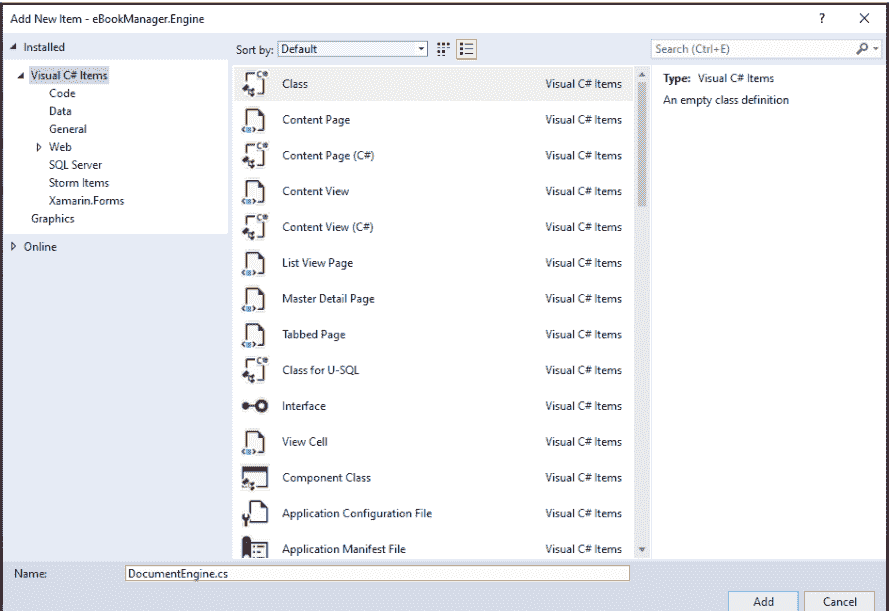 Add New Item - eBookManager.Engine
? X
Installed
Sort by: Default
Search (Ctrl+E)
Visual C# Items
Code
Data
General
Web
SQL Server
Storm Items
Xamarin.Forms
Graphics
Online
Class Visual C# Items
Content Page Visual C# Items
Content Page (C#) Visual C# Items
Content View Visual C# Items
Content View (C#) Visual C# Items
List View Page Visual C# Items
Master Detail Page Visual C# Items
Tabbed Page Visual C# Items
Class for U-SQL Visual C# Items
Interface Visual C# Items
View Cell Visual C# Items
Component Class Visual C# Items
Application Configuration File Visual C# Items
Application Manifest File Visual C# Items
Type: Visual C# Items
An empty class definition
Name: DocumentEngine.cs
Add Cancel